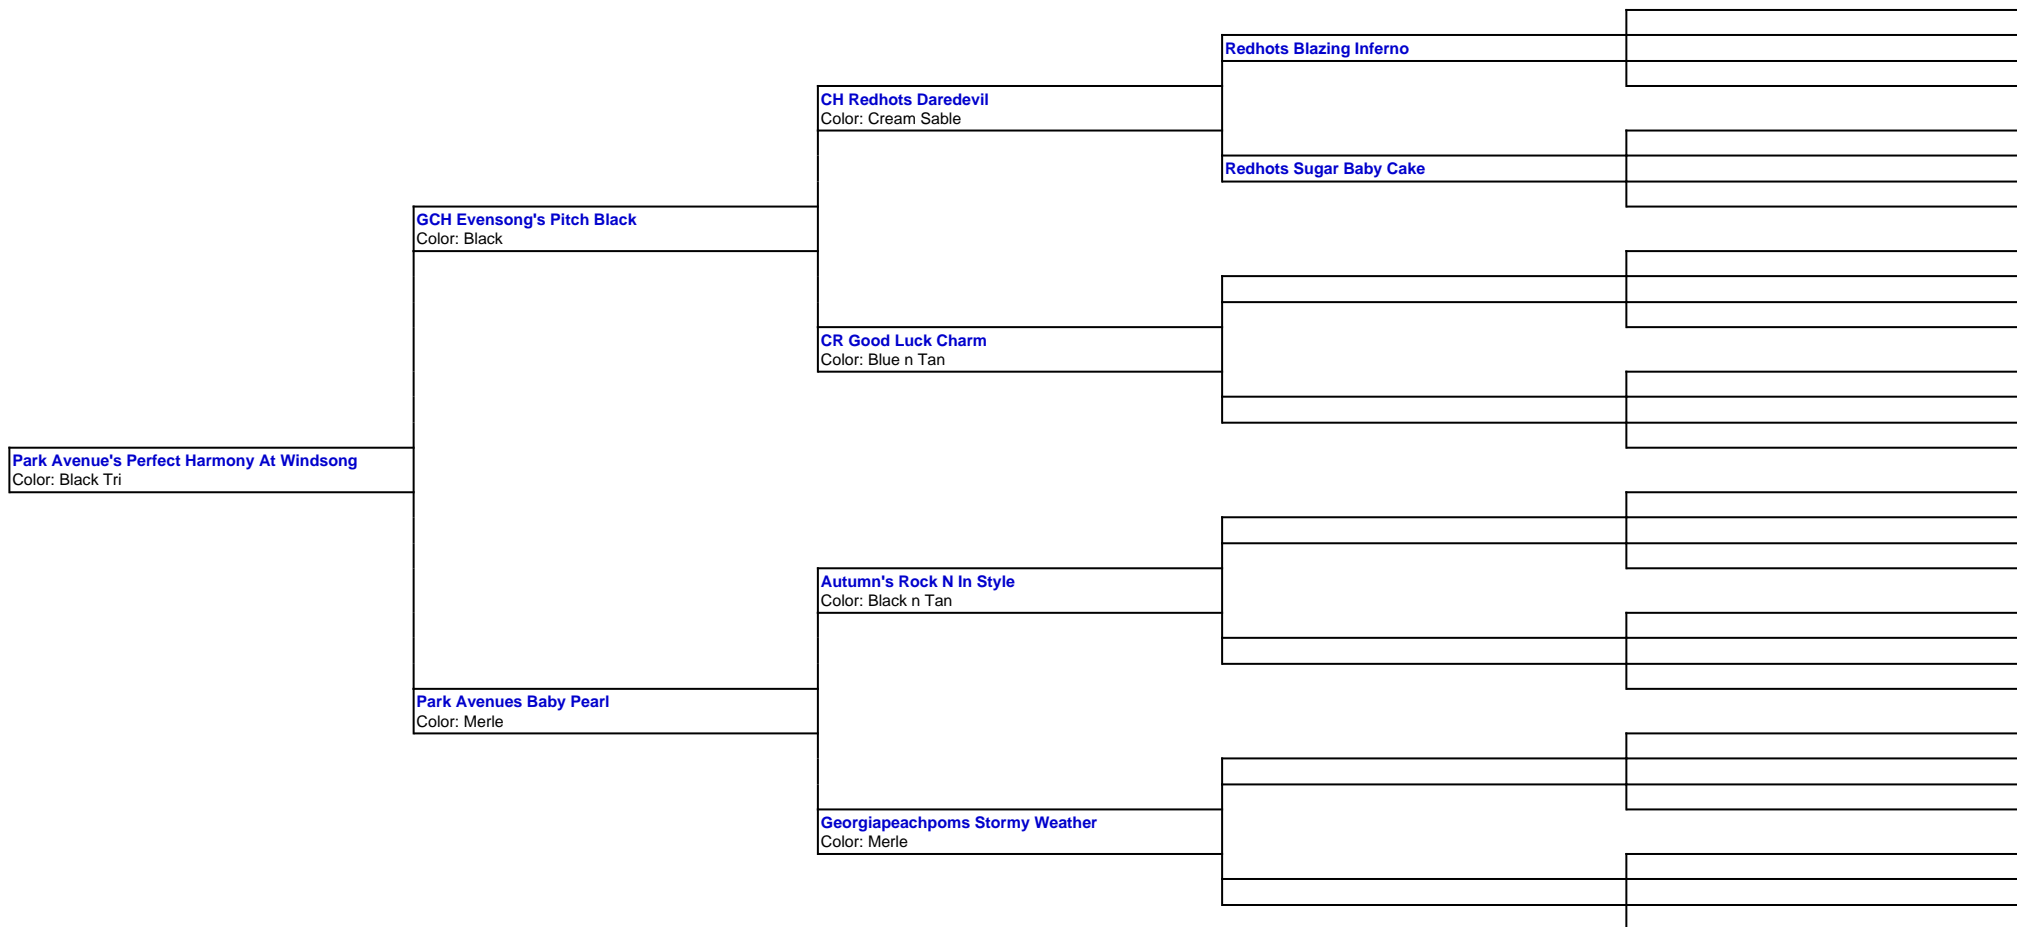 Redhots Blazing Inferno
CH Redhots Daredevil
Color: Cream Sable
Redhots Sugar Baby Cake
GCH Evensong's Pitch Black
Color: Black
CR Good Luck Charm
Color: Blue n Tan
Park Avenue's Perfect Harmony At Windsong
Color: Black Tri
Autumn's Rock N In Style
Color: Black n Tan
Park Avenues Baby Pearl
Color: Merle
Georgiapeachpoms Stormy Weather
Color: Merle